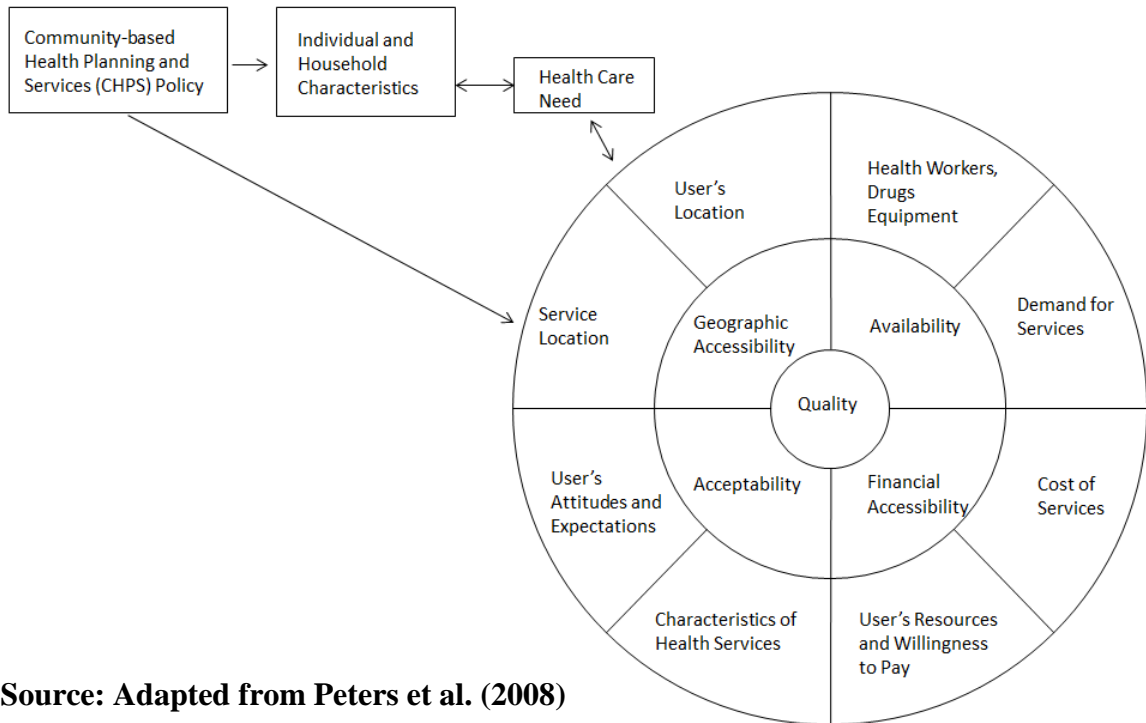 Community-based
Health Planning and
Services (CHPS) Policy
Individual and
Household
Characteristics
Health Care
Need
User's
Location
Health Workers,
Drugs
Equipment
Service
Location
Geographic
Accessibility
Availability
Demand for
Services
Quality
User's
Attitudes and
Expectations
Acceptability
Financial
Accessibility
Cost of
Services
Characteristics of
Health Services
User's Resources
and Willingness
to Pay
Source: Adapted from Peters et al. (2008)